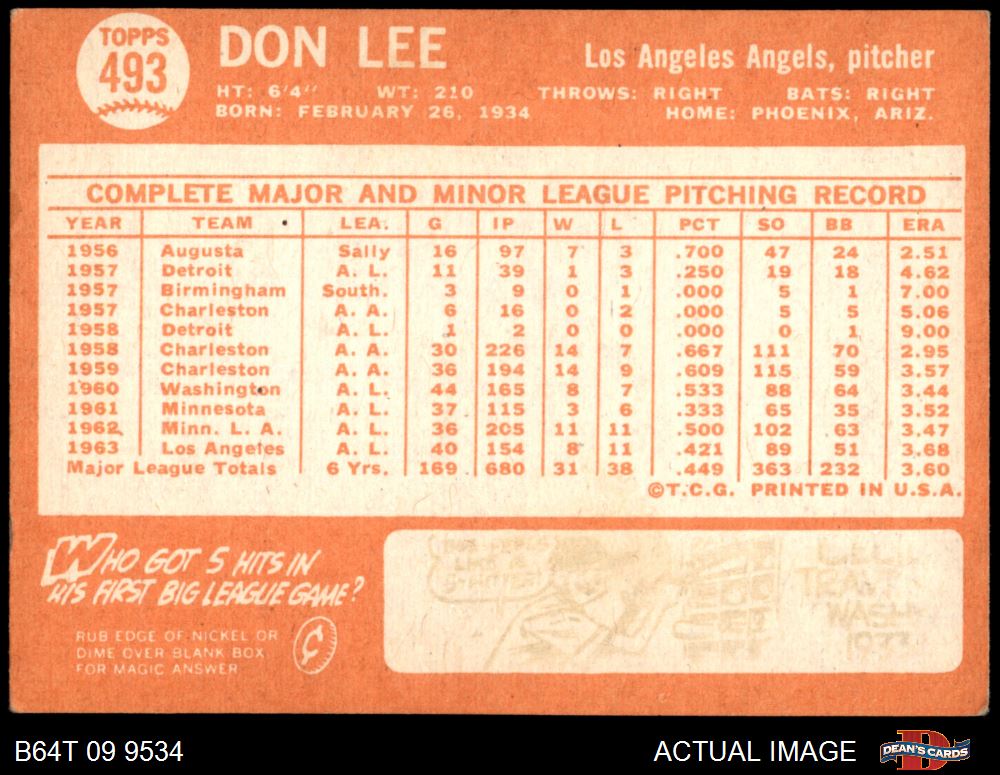 TOPPS
493
DON LEE
Los Angeles Angels, pitcher
HT: 6'4" WT: 210 THROWS: RIGHT BATS: RIGHT
BORN: FEBRUARY 26, 1934 HOME: PHOENIX, ARIZ.
COMPLETE MAJOR AND MINOR LEAGUE PITCHING RECORD
YEAR TEAM LEA. G IP W L PCT SO BB ERA
1956 Augusta Sally 16 97 7 3 .700 47 24 2.51
1957 Detroit A. L. 11 39 1 3 .250 19 18 4.62
1957 Birmingham South. 3 9 0 1 .000 5 1 7.00
1957 Charleston A. A. 6 16 0 2 .000 5 5 5.06
1958 Detroit A. L. 1 2 0 0 .000 0 1 9.00
1958 Charleston A. A. 30 226 14 7 .667 111 70 2.95
1959 Charleston A. A. 36 194 14 9 .609 115 59 3.57
1960 Washington A. L. 44 165 8 7 .533 88 64 3.44
1961 Minnesota A. L. 37 115 3 6 .333 65 35 3.52
1962 Minn. L. A. A. L. 36 205 11 11 .500 102 63 3.47
1963 Los Angeles A. L. 40 154 8 11 .421 89 51 3.68
Major League Totals 6 Yrs. 169 680 31 38 .449 363 232 3.60
©T.C.G. PRINTED IN U.S.A.
WHO GOT 5 HITS IN
HIS FIRST BIG LEAGUE GAME?
RUB EDGE OF NICKEL OR
DIME OVER BLANK BOX
FOR MAGIC ANSWER
¢
CECIL
WASH
B64T 09 9534
ACTUAL IMAGE
DEAN'S CARDS